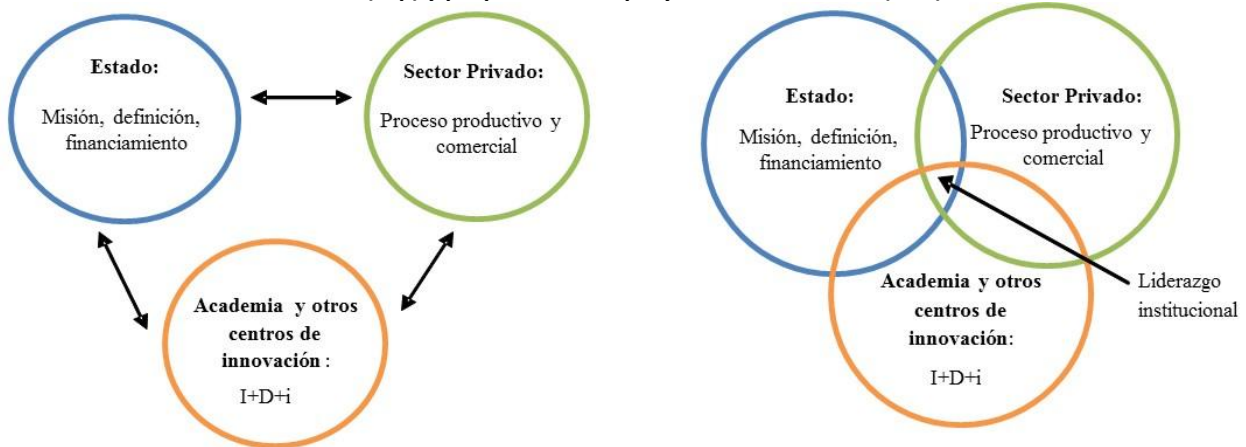 Estado:
Misión, definición,
financiamiento
Sector Privado:
Proceso productivo y
comercial
Academia y otros
centros de
innovación :
I+D+i
Estado:
Misión, definición,
financiamiento
Sector Privado:
Proceso productivo y
comercial
Academia y otros
centros de
innovación:
I+D+i
Liderazgo
institucional